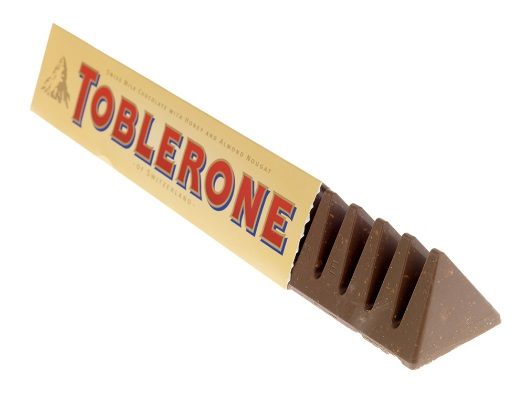 SWISS MILK CHOCOLATE WITH HONEY AND ALMOND NOUGAT
TOBLERONE
- OF SWITZERLAND -